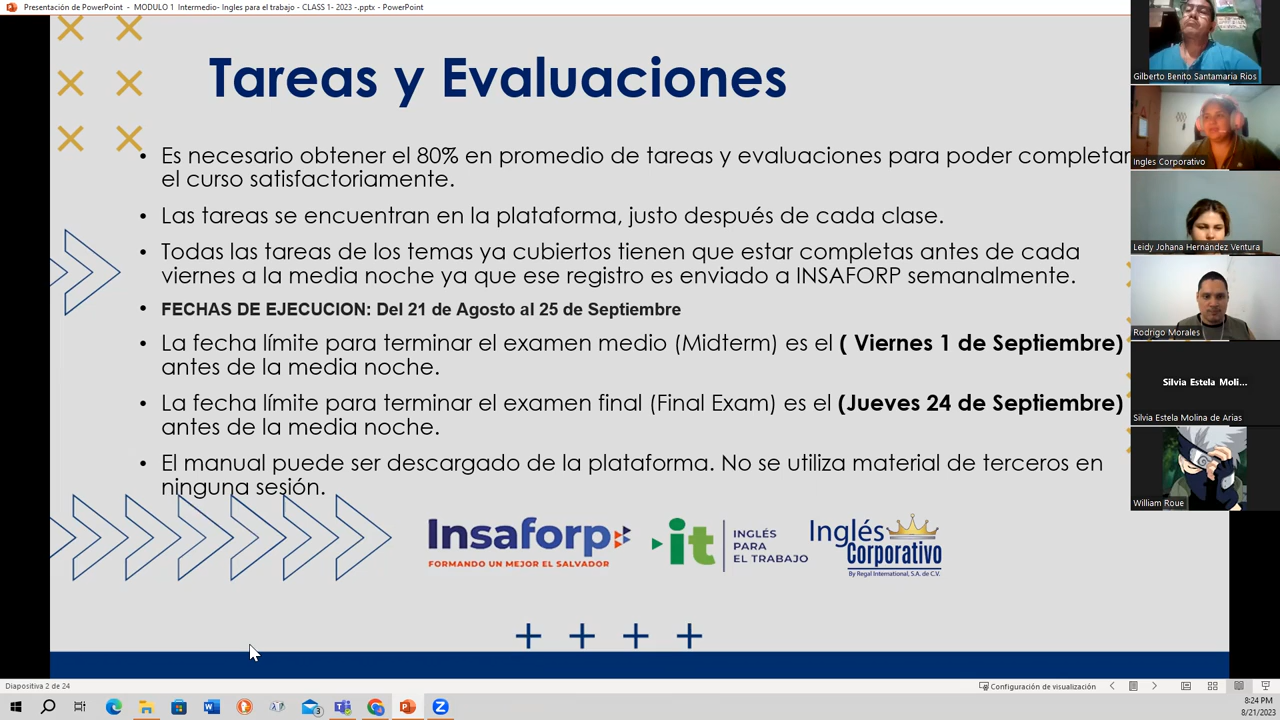 Presentación de PowerPoint - MODULO 1 Intermedio- Ingles para el trabajo - CLASS 1- 2023 -.pptx - PowerPoint
Tareas y Evaluaciones
• Es necesario obtener el 80% en promedio de tareas y evaluaciones para poder completar
el curso satisfactoriamente.
• Las tareas se encuentran en la plataforma, justo después de cada clase.
• Todas las tareas de los temas ya cubiertos tienen que estar completas antes de cada
viernes a la media noche ya que ese registro es enviado a INSAFORP semanalmente.
• FECHAS DE EJECUCION: Del 21 de Agosto al 25 de Septiembre
• La fecha límite para terminar el examen medio (Midterm) es el ( Viernes 1 de Septiembre)
antes de la media noche.
• La fecha límite para terminar el examen final (Final Exam) es el (Jueves 24 de Septiembre)
antes de la media noche.
• El manual puede ser descargado de la plataforma. No se utiliza material de terceros en
ninguna sesión.
Insaforp
FORMANDO UN MEJOR EL SALVADOR
it
INGLÉS
PARA
EL TRABAJO
Inglés
Corporativo
By Regal International, S.A. de C.V.
Gilberto Benito Santamaria Rios
Ingles Corporativo
Leidy Johana Hernández Ventura
Rodrigo Morales
Silvia Estela Moli...
Silvia Estela Molina de Arias
William Roue
Diapositiva 2 de 24
Configuración de visualización
3
8:24 PM
8/21/2023